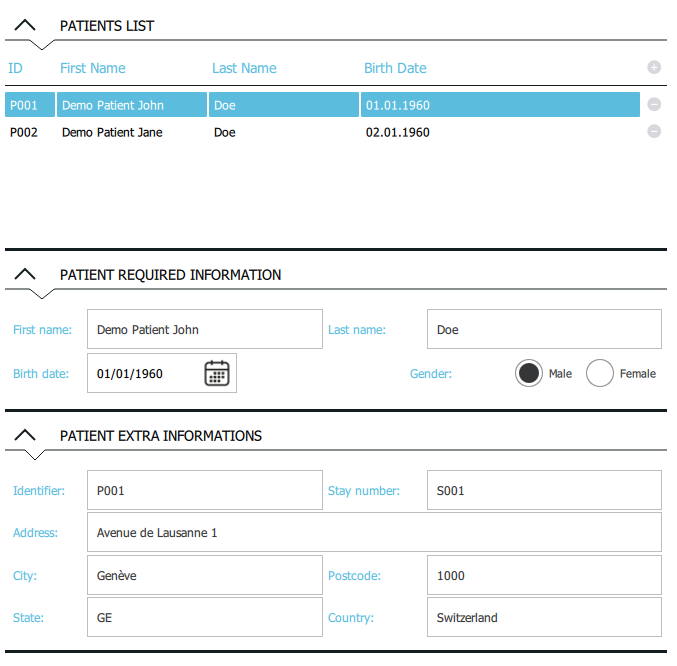 PATIENTS LIST
ID First Name Last Name Birth Date
P001 Demo Patient John Doe 01.01.1960
P002 Demo Patient Jane Doe 02.01.1960
PATIENT REQUIRED INFORMATION
First name: Demo Patient John Last name: Doe
Birth date: 01/01/1960 Gender: Male Female
PATIENT EXTRA INFORMATIONS
Identifier: P001 Stay number: S001
Address: Avenue de Lausanne 1
City: Genève Postcode: 1000
State: GE Country: Switzerland